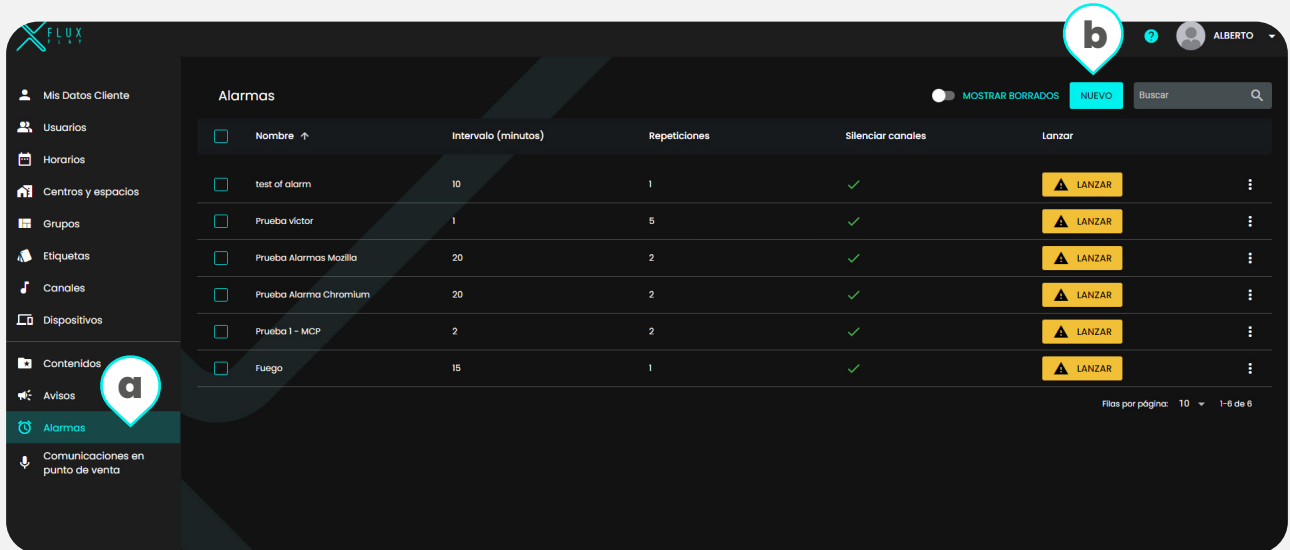 FLUX
PLAY
b
? ALBERTO
Mis Datos Cliente
Usuarios
Horarios
Centros y espacios
Grupos
Etiquetas
Canales
Dispositivos
Contenidos
a
Avisos
Alarmas
Comunicaciones en
punto de venta
Alarmas
MOSTRAR BORRADOS NUEVO Buscar
Nombre Intervalo (minutos) Repeticiones Silenciar canales Lanzar
test of alarm 10 1 LANZAR
Prueba víctor 1 5 LANZAR
Prueba Alarmas Mozilla 20 2 LANZAR
Prueba Alarma Chromium 20 2 LANZAR
Prueba 1 - MCP 2 2 LANZAR
Fuego 15 1 LANZAR
Filas por página: 10 1-6 de 6